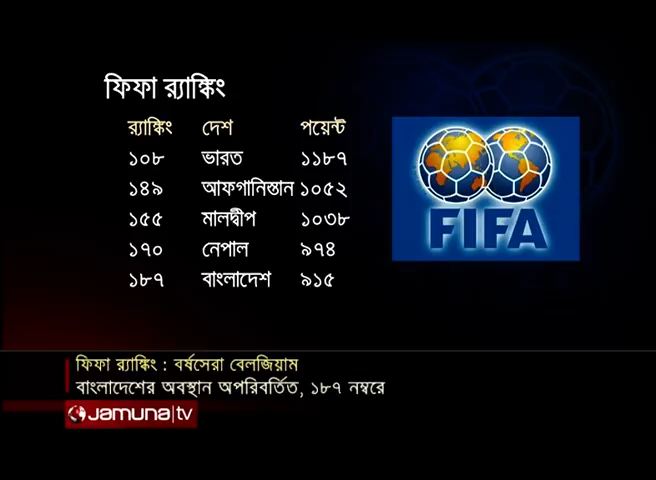 ফিফা র‍্যাঙ্কিং
র‍্যাঙ্কিং দেশ পয়েন্ট
১০৮ ভারত ১১৮৭
১৪৯ আফগানিস্তান ১০৫২
১৫৫ মালদ্বীপ ১০৩৮
১৭০ নেপাল ৯৭৪
১৮৭ বাংলাদেশ ৯১৫
FIFA
ফিফা র‍্যাঙ্কিং : বর্ষসেরা বেলজিয়াম
বাংলাদেশের অবস্থান অপরিবর্তিত, ১৮৭ নম্বরে
Jamuna|tv